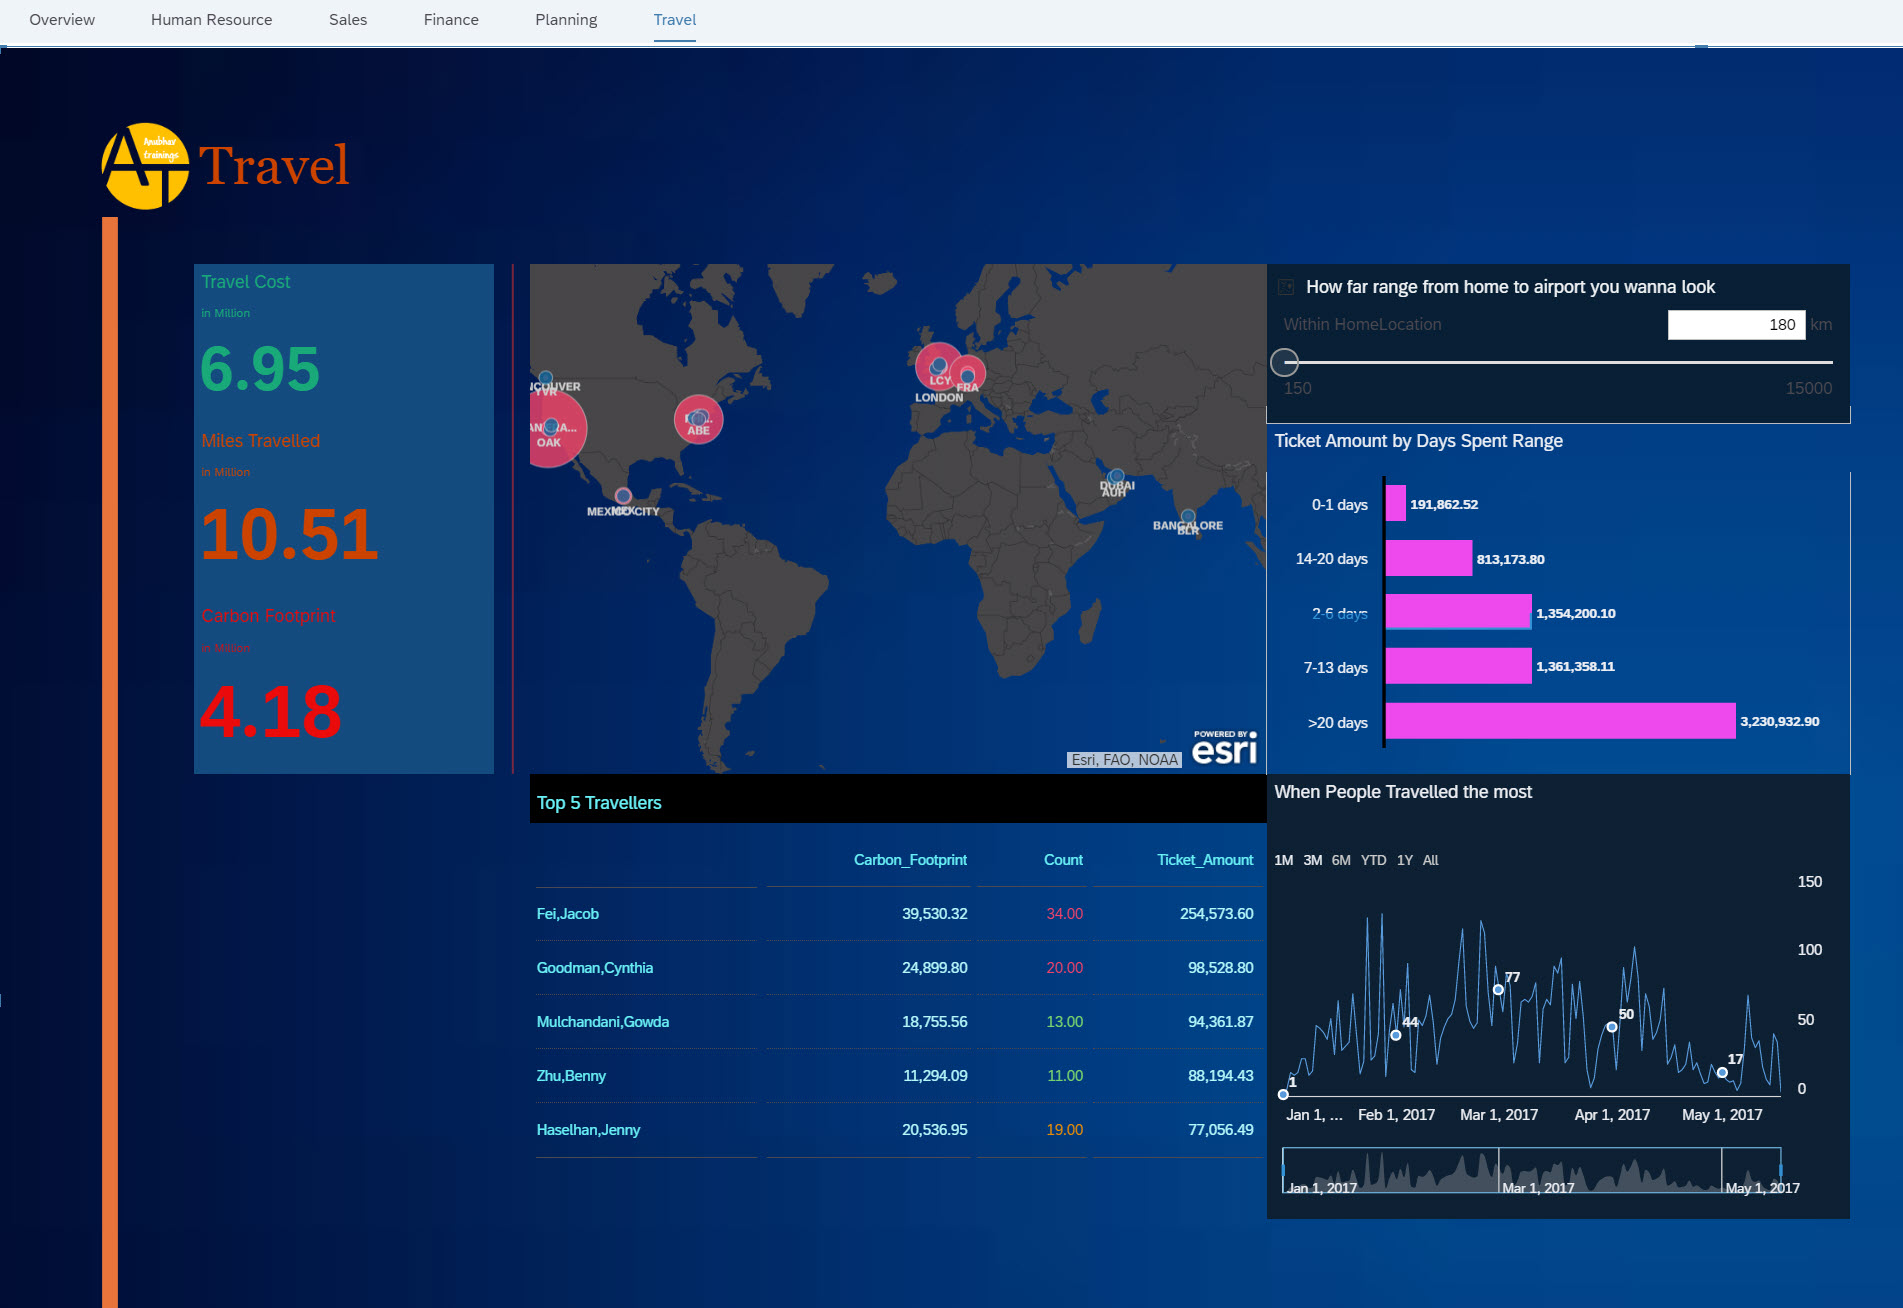 Overview Human Resource Sales Finance Planning Travel
Anubhav
trainings
AT
Travel
Travel Cost
in Million
6.95
Miles Travelled
in Million
10.51
Carbon Footprint
in Million
4.18
NCOUVER
YVR
AN
RA...
OAK
ABE
MEXICO CITY
MEX
LCY
FRA
LONDON
DUBAI
AUH
BANGALORE
BLR
Esri, FAO, NOAA
POWERED BY
esri
How far range from home to airport you wanna look
Within HomeLocation 180 km
150 15000
Ticket Amount by Days Spent Range
0-1 days 191,862.52
14-20 days 813,173.80
2-6 days 1,354,200.10
7-13 days 1,361,358.11
>20 days 3,230,932.90
Top 5 Travellers
Carbon_Footprint Count Ticket_Amount
Fei,Jacob 39,530.32 34.00 254,573.60
Goodman,Cynthia 24,899.80 20.00 98,528.80
Mulchandani,Gowda 18,755.56 13.00 94,361.87
Zhu,Benny 11,294.09 11.00 88,194.43
Haselhan,Jenny 20,536.95 19.00 77,056.49
When People Travelled the most
1M 3M 6M YTD 1Y All
150
100
50
0
1
44
77
50
17
Jan 1, ... Feb 1, 2017 Mar 1, 2017 Apr 1, 2017 May 1, 2017
Jan 1, 2017 Mar 1, 2017 May 1, 2017